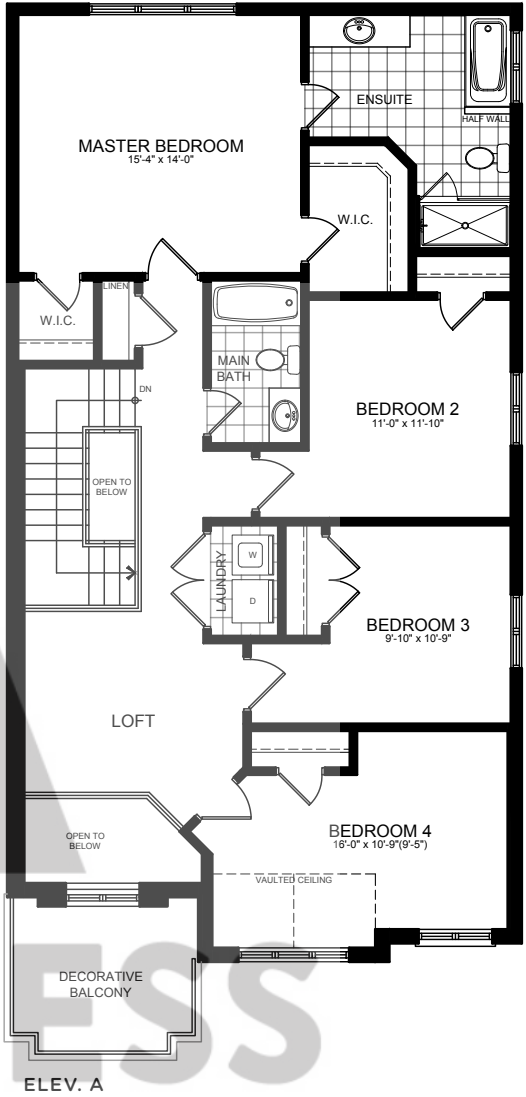 ENSUITE
HALF WALL
MASTER BEDROOM
15'-4" x 14'-0"
W.I.C.
LINEN
W.I.C.
MAIN
BATH
DN
BEDROOM 2
11'-0" x 11'-10"
OPEN TO
BELOW
LAUNDRY
W
D
BEDROOM 3
9'-10" x 10'-9"
LOFT
OPEN TO
BELOW
BEDROOM 4
16'-0" x 10'-9"(9'-5")
VAULTED CEILING
DECORATIVE
BALCONY
ESS
ELEV. A